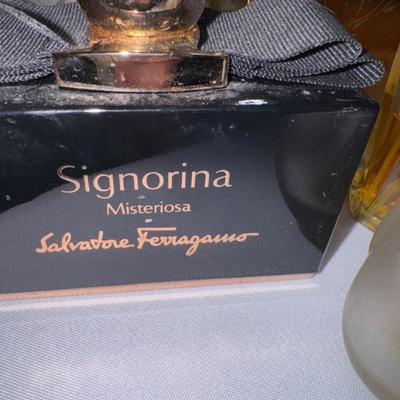 Signorina
Misteriosa
Salvatore Ferragamo